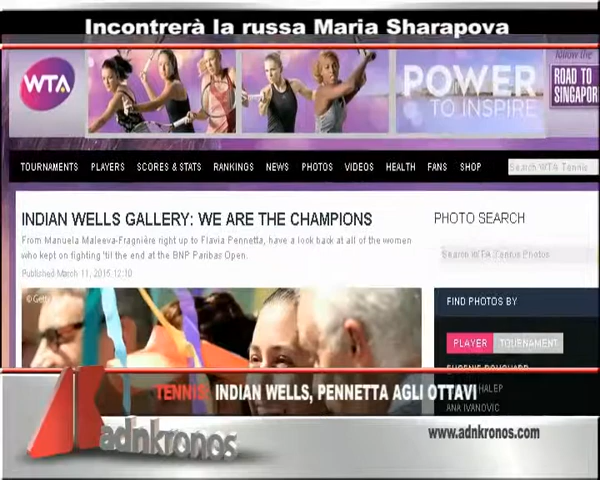 Incontrerà la russa Maria Sharapova
WTA
POWER
TO INSPIRE
follow the
ROAD TO
SINGAPOR
TOURNAMENTS PLAYERS SCORES & STATS RANKINGS NEWS PHOTOS VIDEOS HEALTH FANS SHOP
Search WTA Tennis
INDIAN WELLS GALLERY: WE ARE THE CHAMPIONS
PHOTO SEARCH
From Manuela Maleeva-Fragnière right up to Flavia Pennetta, have a look back at all of the women
who kept on fighting 'til the end at the BNP Paribas Open.
Search WTA Tennis Photos
Published March 11, 2015 12:10
© Getty
FIND PHOTOS BY
PLAYER TOURNAMENT
EUGENIE BOUCHARD
HALEP
ANA IVANOVIC
TENNIS: INDIAN WELLS, PENNETTA AGLI OTTAVI
adnkronos
www.adnkronos.com